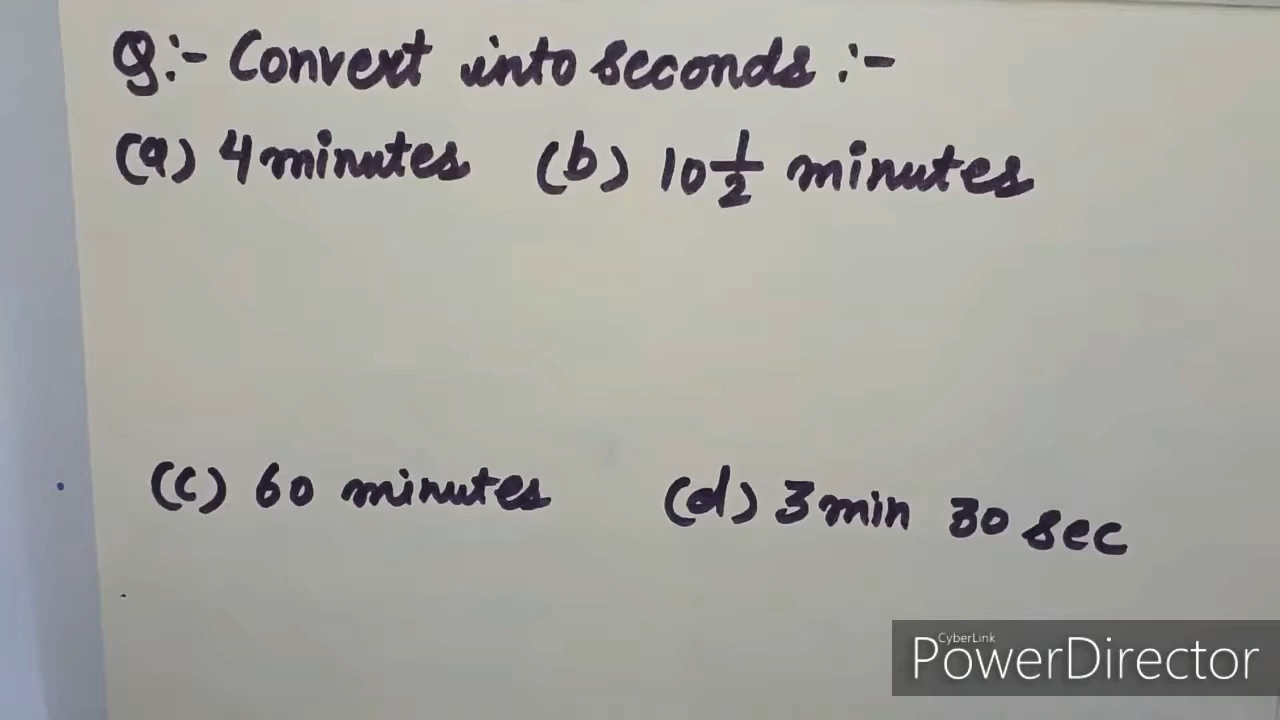 Q:- Convert into seconds :-
(a) 4 minutes (b) 10 1/2 minutes
(c) 60 minutes (d) 3 min 30 sec
CyberLink
PowerDirector